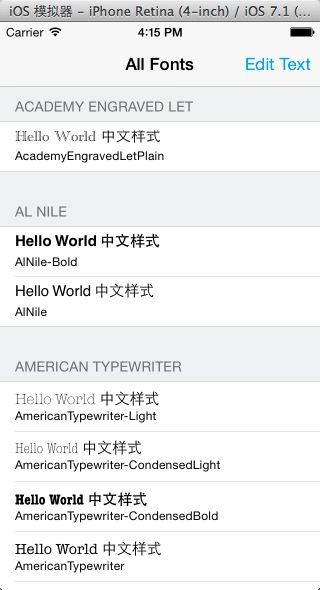 iOS 模拟器 - iPhone Retina (4-inch) / iOS 7.1 (...
Carrier 4:15 PM
All Fonts Edit Text
ACADEMY ENGRAVED LET
Hello World 中文样式
AcademyEngravedLetPlain
AL NILE
Hello World 中文样式
AlNile-Bold
Hello World 中文样式
AlNile
AMERICAN TYPEWRITER
Hello World 中文样式
AmericanTypewriter-Light
Hello World 中文样式
AmericanTypewriter-CondensedLight
Hello World 中文样式
AmericanTypewriter-CondensedBold
Hello World 中文样式
AmericanTypewriter